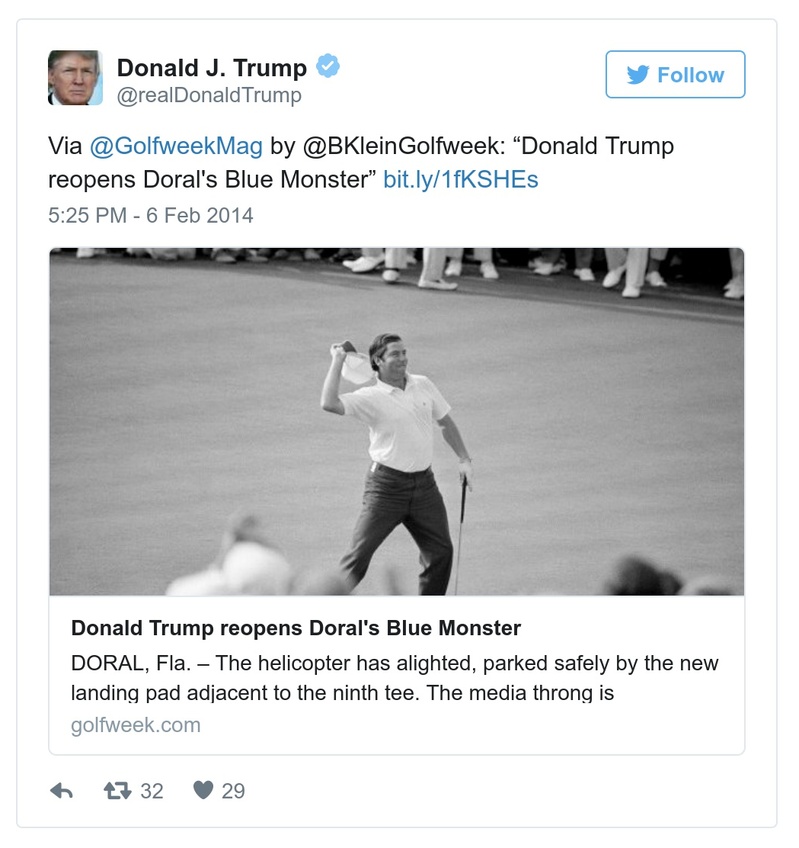 Donald J. Trump
@realDonaldTrump
Follow
Via @GolfweekMag by @BKleinGolfweek: “Donald Trump
reopens Doral's Blue Monster” bit.ly/1fKSHEs
5:25 PM - 6 Feb 2014
Donald Trump reopens Doral's Blue Monster
DORAL, Fla. – The helicopter has alighted, parked safely by the new
landing pad adjacent to the ninth tee. The media throng is
golfweek.com
32
29